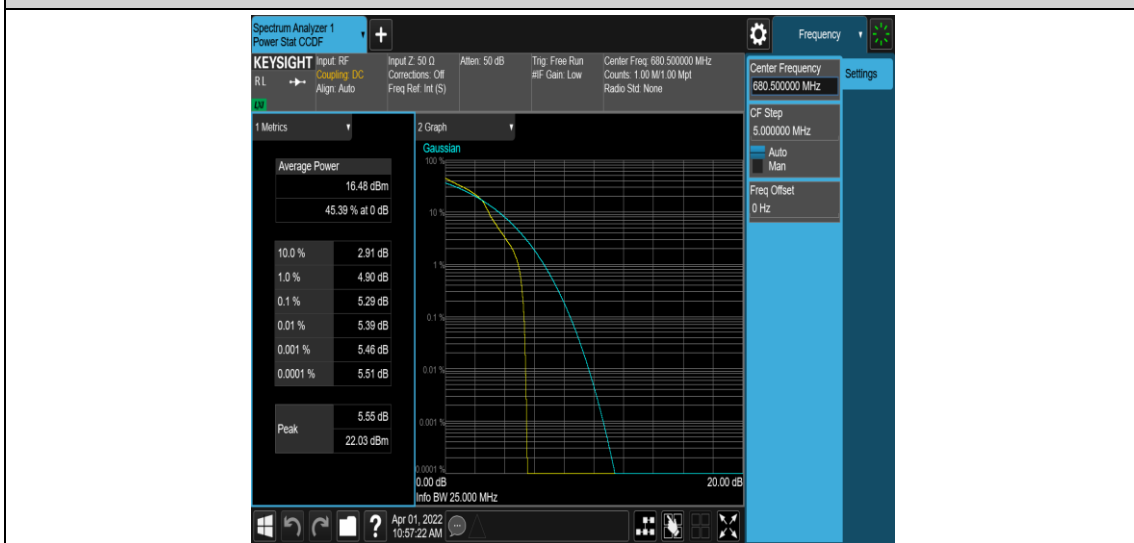 Spectrum Analyzer 1
Power Stat CCDF
+
Frequency
KEYSIGHT
RL
LXI
Input: RF
Coupling: DC
Align: Auto
Input Z: 50 Ω
Corrections: Off
Freq Ref: Int (S)
Atten: 50 dB
Trig: Free Run
#IF Gain: Low
Center Freq: 680.500000 MHz
Counts: 1.00 M/1.00 Mpt
Radio Std: None
Center Frequency
680.500000 MHz
Settings
CF Step
5.000000 MHz
Auto
Man
Freq Offset
0 Hz
1 Metrics
Average Power
16.48 dBm
45.39 % at 0 dB
10.0 % 2.91 dB
1.0 % 4.90 dB
0.1 % 5.29 dB
0.01 % 5.39 dB
0.001 % 5.46 dB
0.0001 % 5.51 dB
Peak
5.55 dB
22.03 dBm
2 Graph
Gaussian
100 %
10 %
1 %
0.1 %
0.01 %
0.001 %
0.0001 %
0.00 dB 20.00 dB
Info BW 25.000 MHz
?
Apr 01, 2022
10:57:22 AM